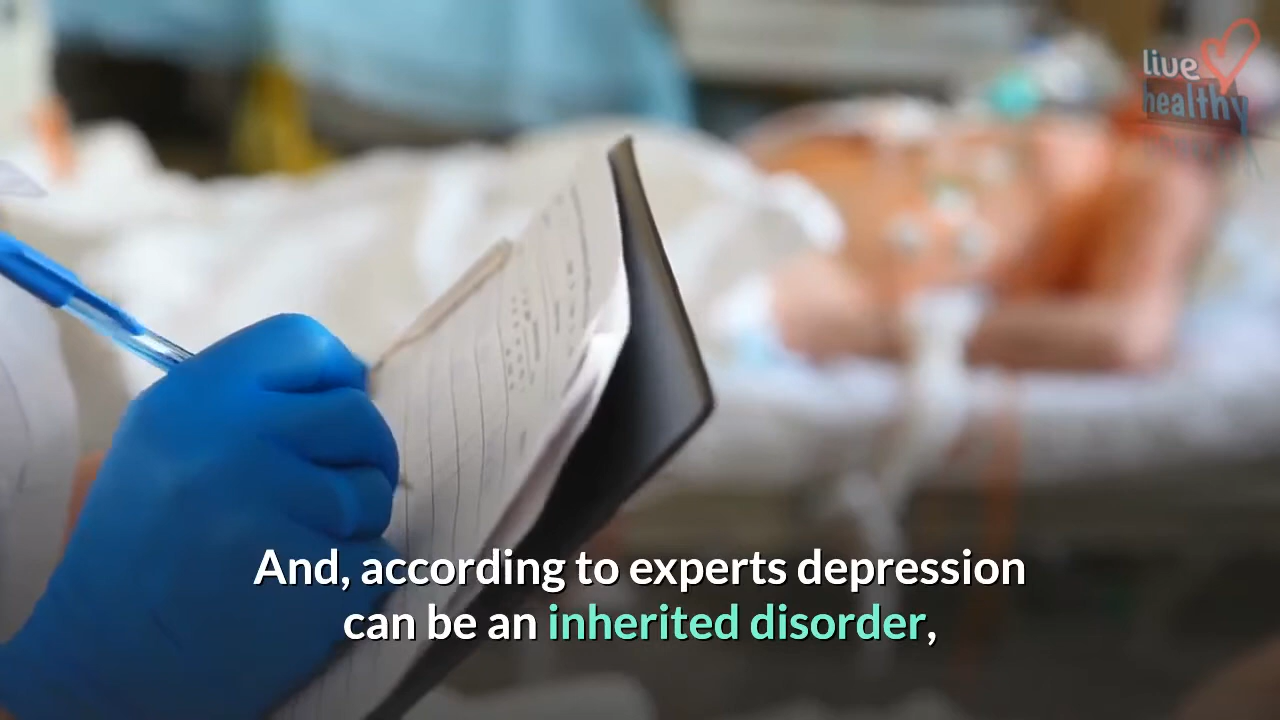 live
healthy
And, according to experts depression
can be an inherited disorder,